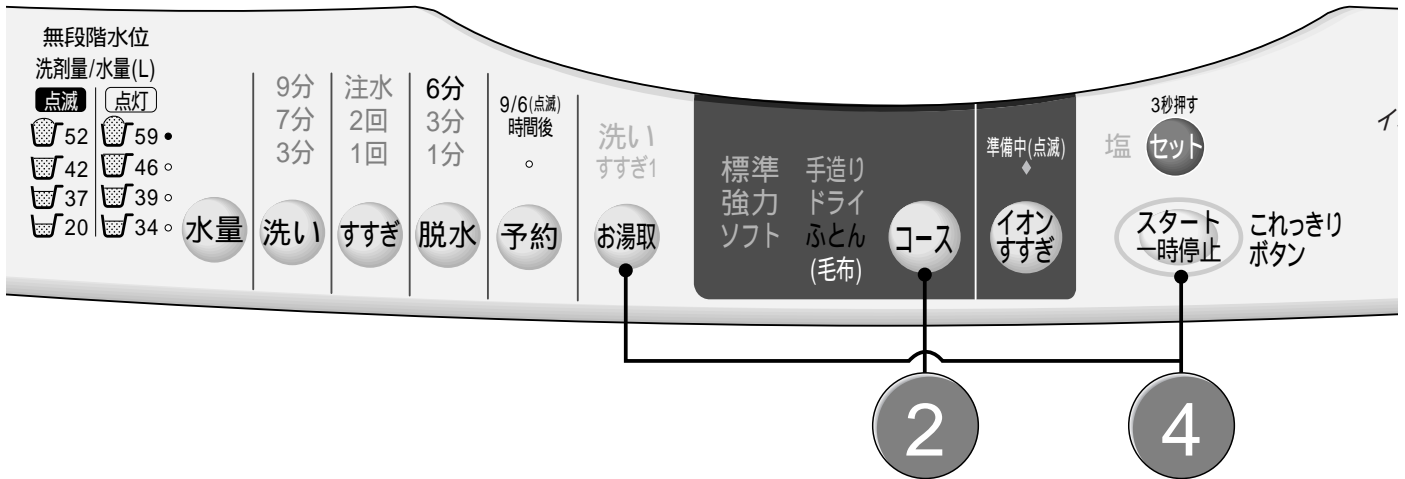 無段階水位
洗剤量/水量(L)
点滅 点灯
52 59
42 46
37 39
20 34
水量
9分
7分
3分
洗い
注水
2回
1回
すすぎ
6分
3分
1分
脱水
9/6(点滅)
時間後
予約
洗い
すすぎ1
お湯取
標準 手造り
強力 ドライ
ソフト ふとん
(毛布)
コース
準備中(点滅)
イオン
すすぎ
3秒押す
塩 セット
スタート
一時停止
これっきり
ボタン
2
4